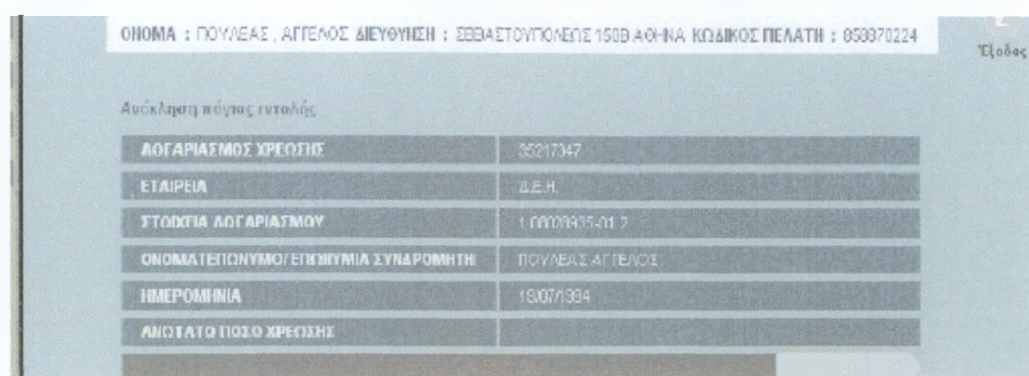 ΟΝΟΜΑ : ΠΟΥΛΕΑΣ , ΑΓΓΕΛΟΣ ΔΙΕΥΘΥΝΣΗ : ΣΕΒΑΣΤΟΥΠΟΛΕΩΣ 150Β ΑΘΗΝΑ ΚΩΔΙΚΟΣ ΠΕΛΑΤΗ : 858870224
Έξοδος
Ανάκληση πάγιας εντολής
ΛΟΓΑΡΙΑΣΜΟΣ ΧΡΕΩΣΗΣ 35217347
ΕΤΑΙΡΕΙΑ Δ.Ε.Η.
ΣΤΟΙΧΕΙΑ ΛΟΓΑΡΙΑΣΜΟΥ
ΟΝΟΜΑΤΕΠΩΝΥΜΟ/ΕΠΩΝΥΜΙΑ ΣΥΝΔΡΟΜΗΤΗ ΠΟΥΛΕΑΣ ΑΓΓΕΛΟΣ
ΗΜΕΡΟΜΗΝΙΑ 19/07/1994
ΑΝΩΤΑΤΟ ΠΟΣΟ ΧΡΕΩΣΗΣ